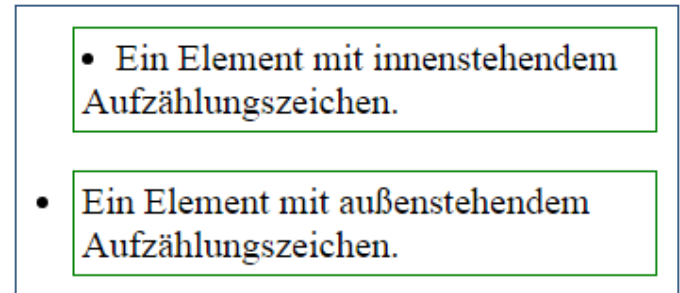 • Ein Element mit innenstehendem
Aufzählungszeichen.
• Ein Element mit außenstehendem
Aufzählungszeichen.